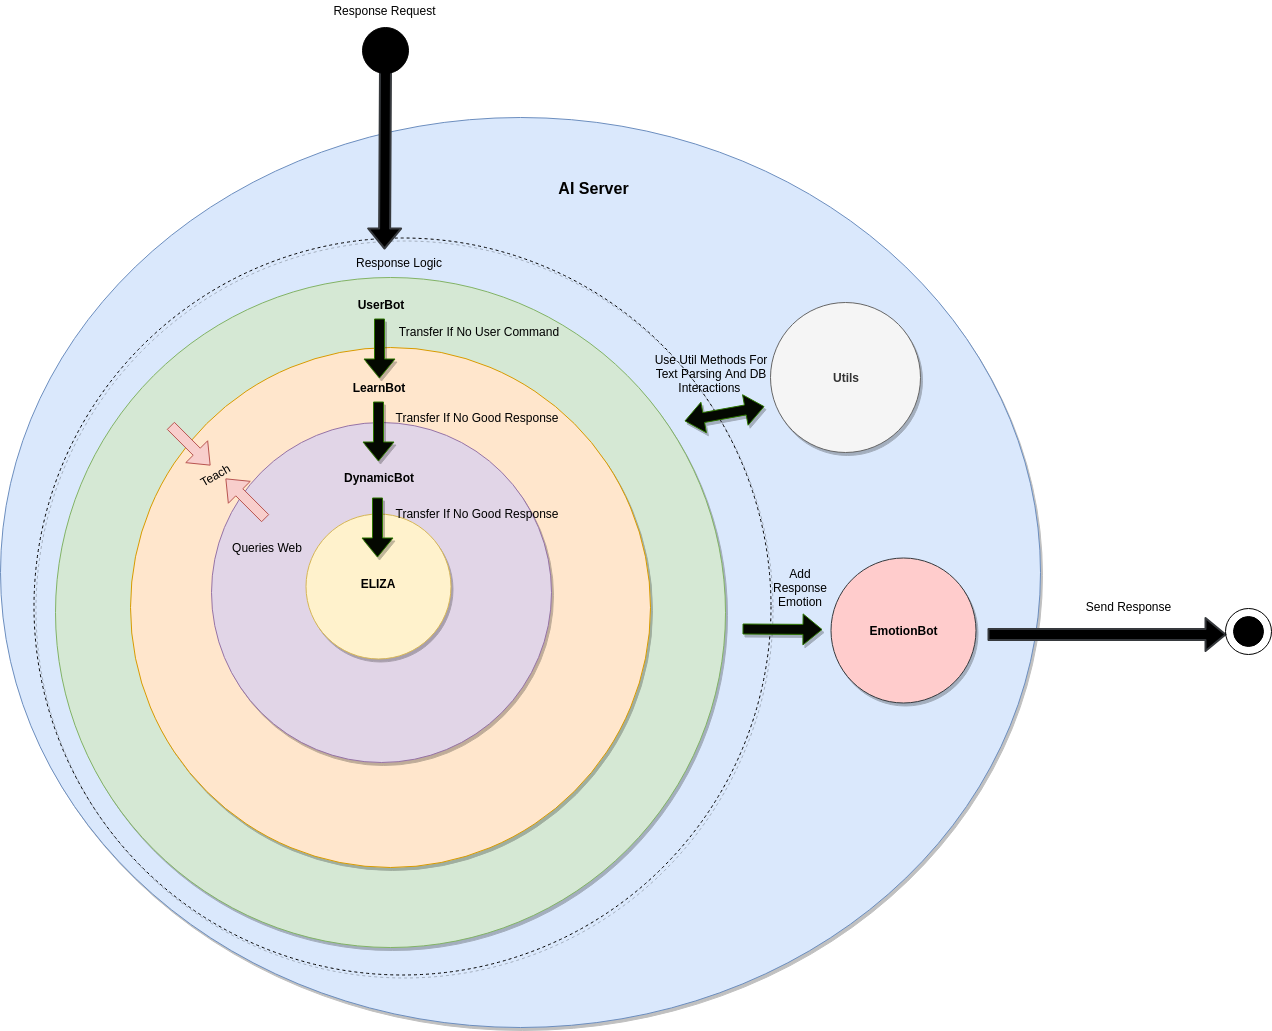 Response Request
AI Server
Response Logic
UserBot
Transfer If No User Command
Use Util Methods For
Text Parsing And DB
Interactions
Utils
LearnBot
Transfer If No Good Response
Teach
DynamicBot
Transfer If No Good Response
Queries Web
ELIZA
Add
Response
Emotion
EmotionBot
Send Response